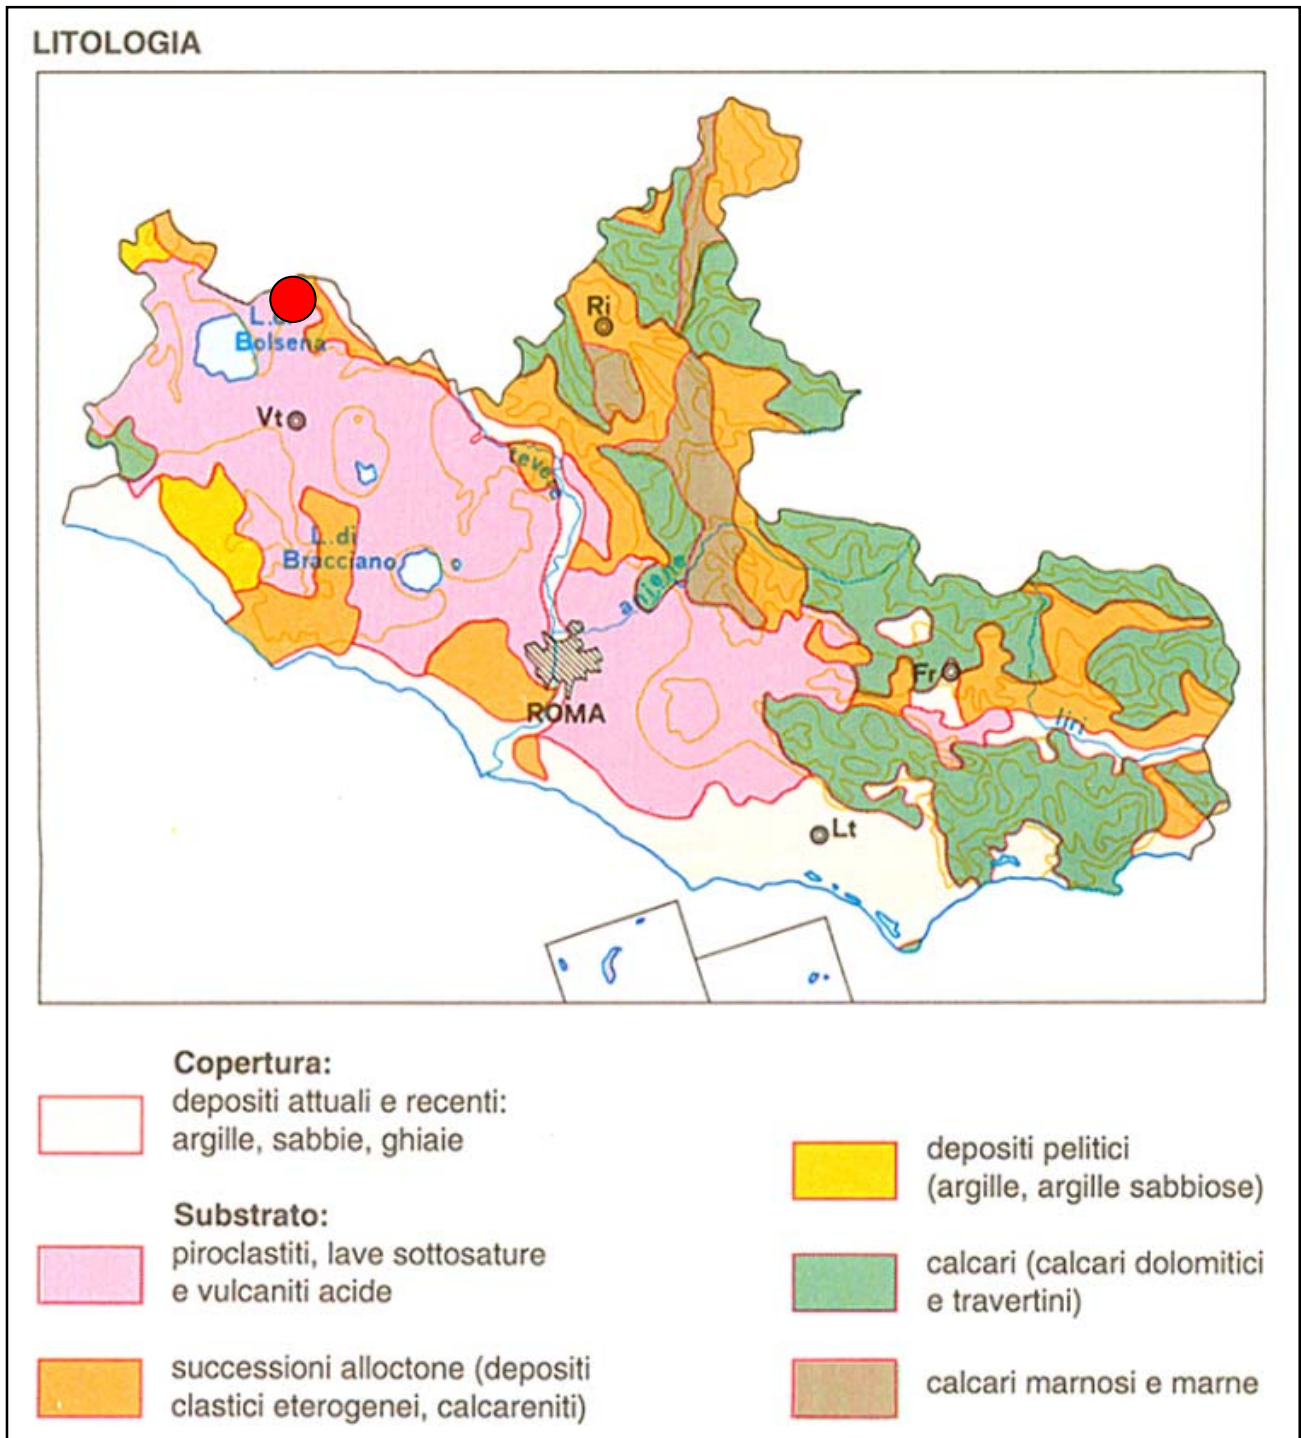 LITOLOGIA
Ri
L.
Bolsena
Vt
tevere
L.di
Bracciano
aniene
ROMA
Fr
liri
Lt
Copertura:
depositi attuali e recenti:
argille, sabbie, ghiaie
Substrato:
piroclastiti, lave sottosature
e vulcaniti acide
successioni alloctone (depositi
clastici eterogenei, calcareniti)
depositi pelitici
(argille, argille sabbiose)
calcari (calcari dolomitici
e travertini)
calcari marnosi e marne